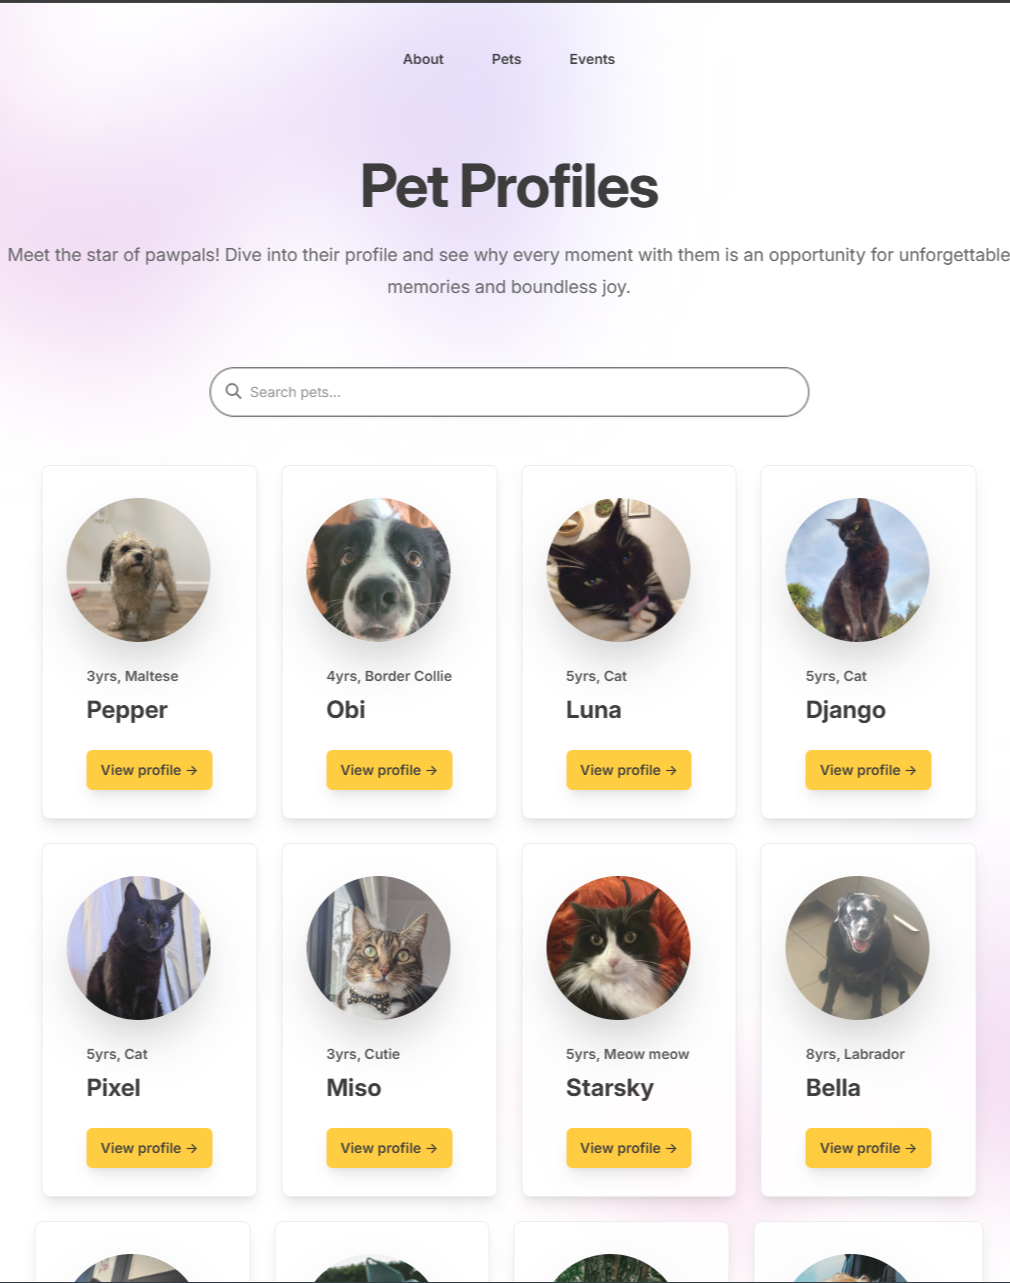 About Pets Events
Pet Profiles
Meet the star of pawpals! Dive into their profile and see why every moment with them is an opportunity for unforgettable
memories and boundless joy.
Search pets...
3yrs, Maltese
Pepper
View profile →
4yrs, Border Collie
Obi
View profile →
5yrs, Cat
Luna
View profile →
5yrs, Cat
Django
View profile →
5yrs, Cat
Pixel
View profile →
3yrs, Cutie
Miso
View profile →
5yrs, Meow meow
Starsky
View profile →
8yrs, Labrador
Bella
View profile →